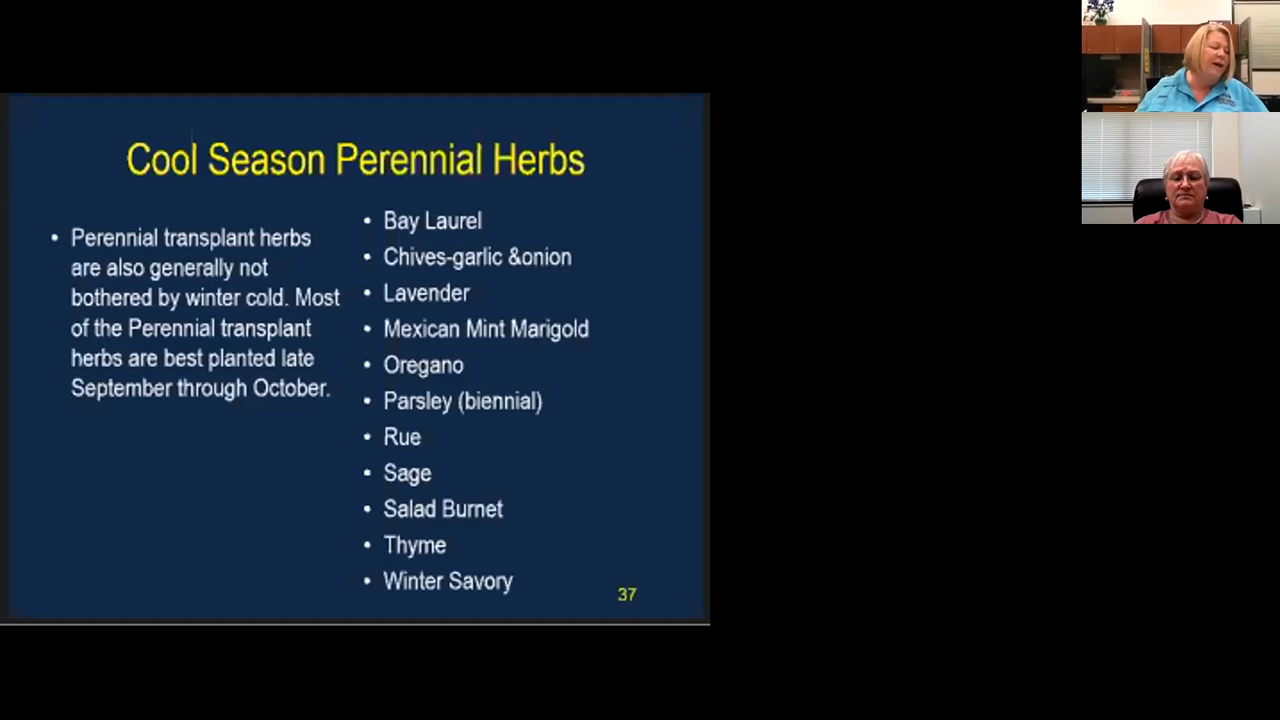 Cool Season Perennial Herbs
• Perennial transplant herbs
are also generally not
bothered by winter cold. Most
of the Perennial transplant
herbs are best planted late
September through October.
• Bay Laurel
• Chives-garlic &onion
• Lavender
• Mexican Mint Marigold
• Oregano
• Parsley (biennial)
• Rue
• Sage
• Salad Burnet
• Thyme
• Winter Savory
37